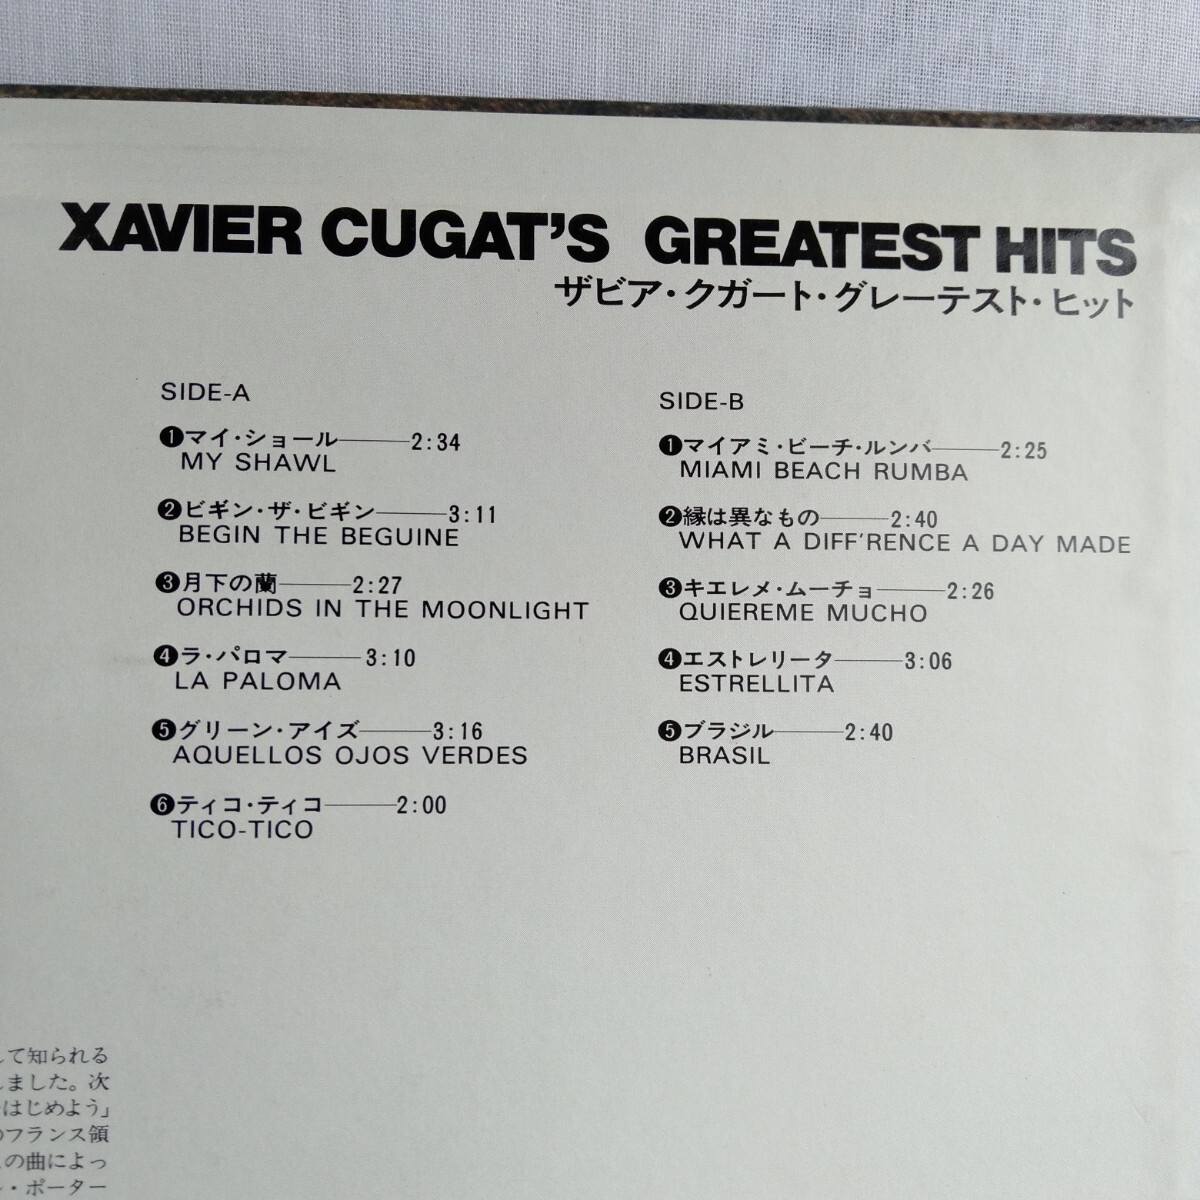 XAVIER CUGAT'S GREATEST HITS
ザビア・クガート・グレーテスト・ヒット
SIDE-A
❶マイ・ショール———2:34
MY SHAWL
❷ビギン・ザ・ビギン———3:11
BEGIN THE BEGUINE
❸月下の蘭———2:27
ORCHIDS IN THE MOONLIGHT
❹ラ・パロマ———3:10
LA PALOMA
❺グリーン・アイズ———3:16
AQUELLOS OJOS VERDES
❻ティコ・ティコ———2:00
TICO-TICO
SIDE-B
❶マイアミ・ビーチ・ルンバ———2:25
MIAMI BEACH RUMBA
❷縁は異なもの———2:40
WHAT A DIFF'RENCE A DAY MADE
❸キエレメ・ムーチョ———2:26
QUIEREME MUCHO
❹エストレリータ———3:06
ESTRELLITA
❺ブラジル———2:40
BRASIL
て知られる
ました。次
はじめよう」
フランス領
の曲によっ
・ポーター